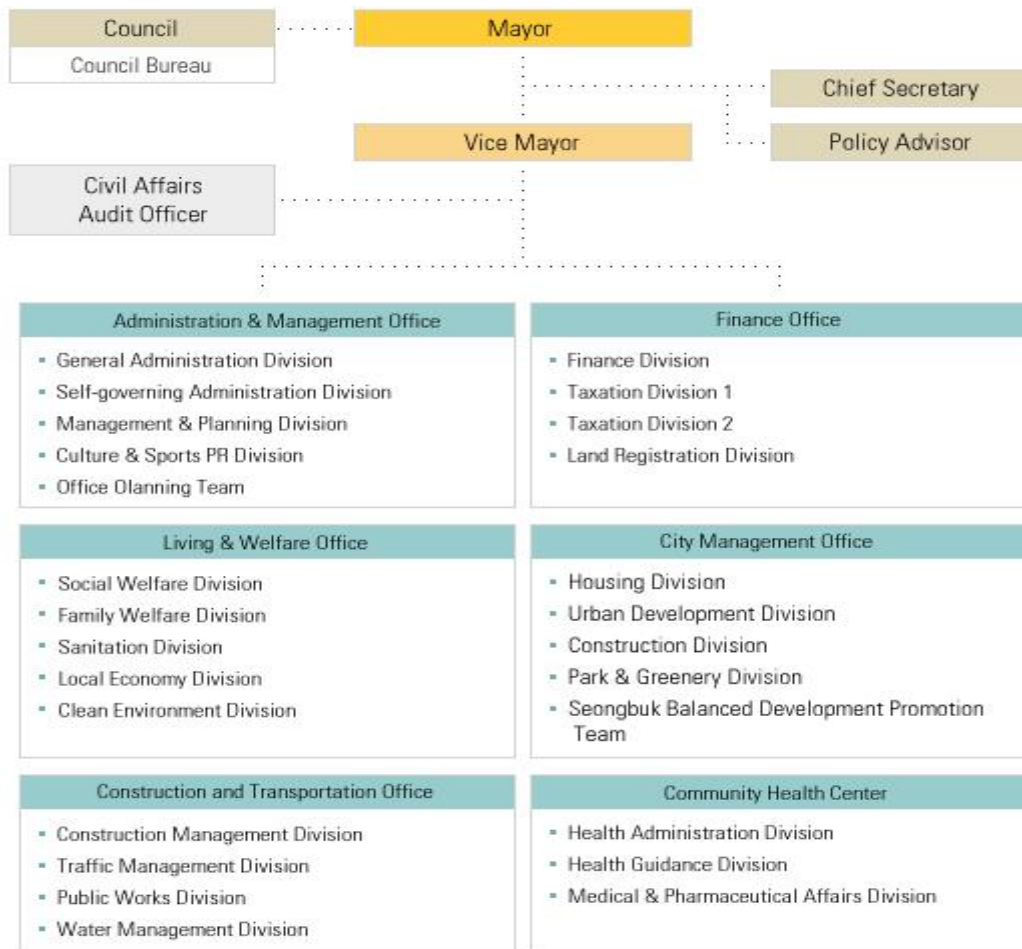 Council
Council Bureau
Mayor
Chief Secretary
Policy Advisor
Vice Mayor
Civil Affairs
Audit Officer
Administration & Management Office
General Administration Division
Self-governing Administration Division
Management & Planning Division
Culture & Sports PR Division
Office Olanning Team
Finance Office
Finance Division
Taxation Division 1
Taxation Division 2
Land Registration Division
Living & Welfare Office
Social Welfare Division
Family Welfare Division
Sanitation Division
Local Economy Division
Clean Environment Division
City Management Office
Housing Division
Urban Development Division
Construction Division
Park & Greenery Division
Seongbuk Balanced Development Promotion
Team
Construction and Transportation Office
Construction Management Division
Traffic Management Division
Public Works Division
Water Management Division
Community Health Center
Health Administration Division
Health Guidance Division
Medical & Pharmaceutical Affairs Division